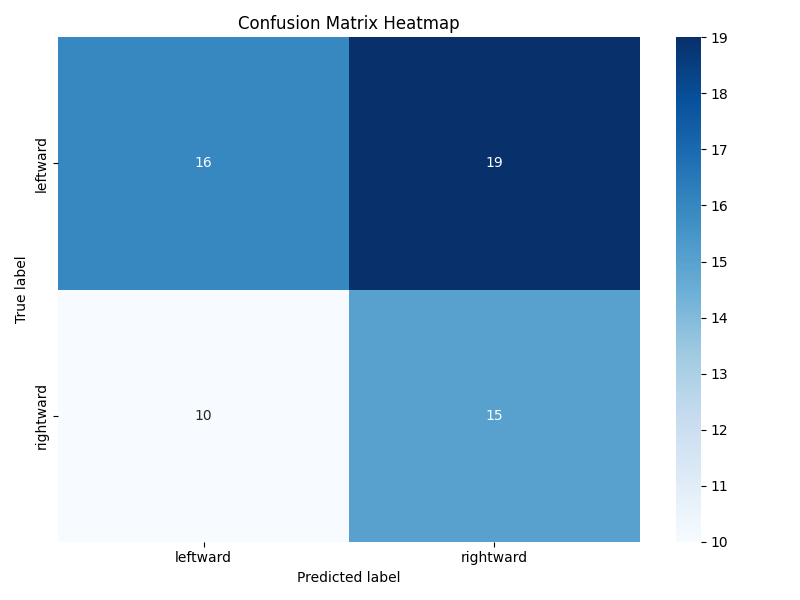 Confusion Matrix Heatmap
True label
leftward
rightward
16
19
10
15
leftward
rightward
Predicted label
19
18
17
16
15
14
13
12
11
10